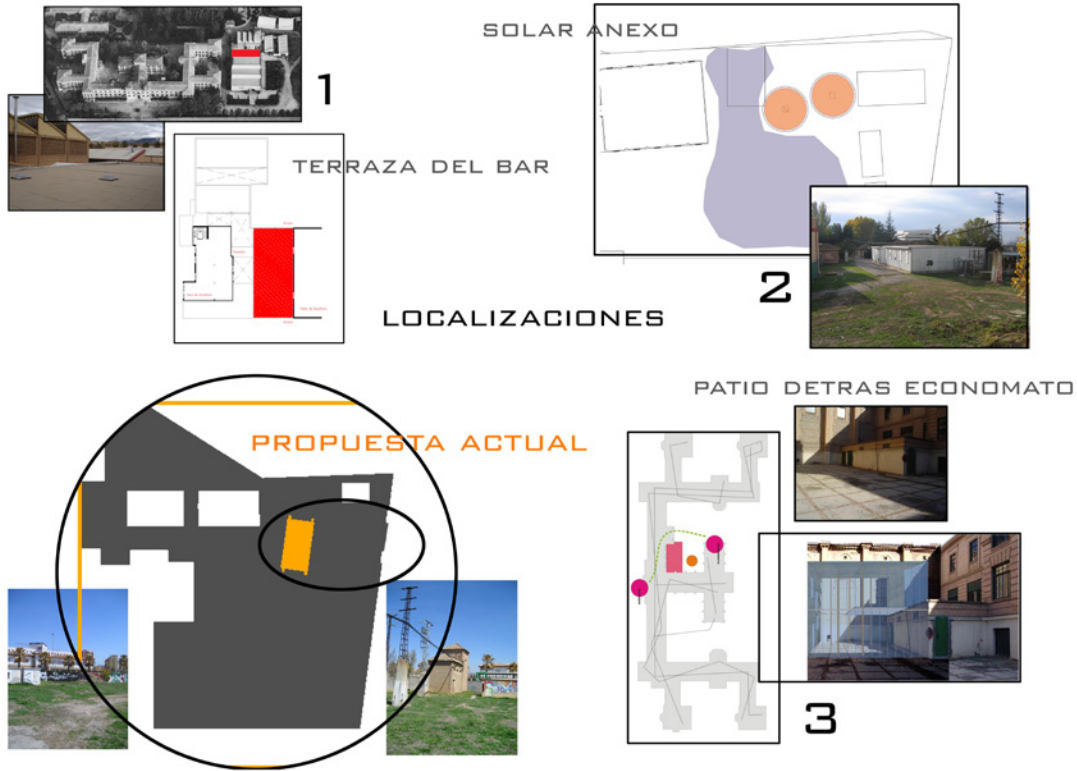 SOLAR ANEXO
1
TERRAZA DEL BAR
2
LOCALIZACIONES
PATIO DETRAS ECONOMATO
PROPUESTA ACTUAL
3